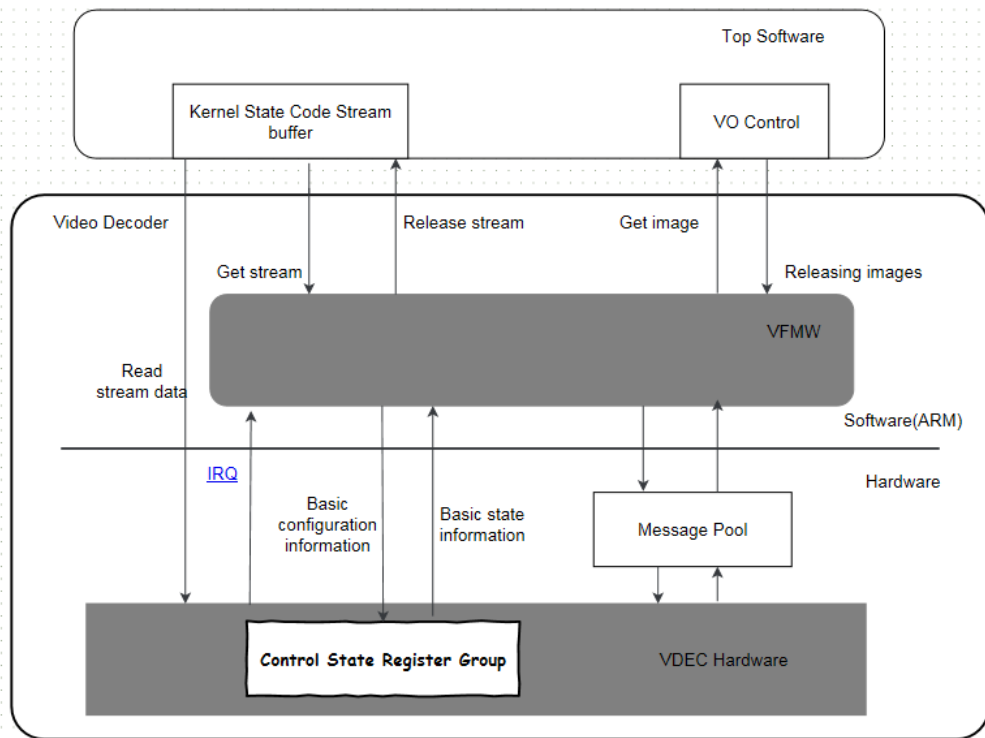 Top Software
Kernel State Code Stream
buffer
VO Control
Video Decoder
Release stream
Get image
Get stream
Releasing images
VFMW
Read
stream data
Software(ARM)
IRQ
Hardware
Basic
configuration
information
Basic state
information
Message Pool
Control State Register Group
VDEC Hardware